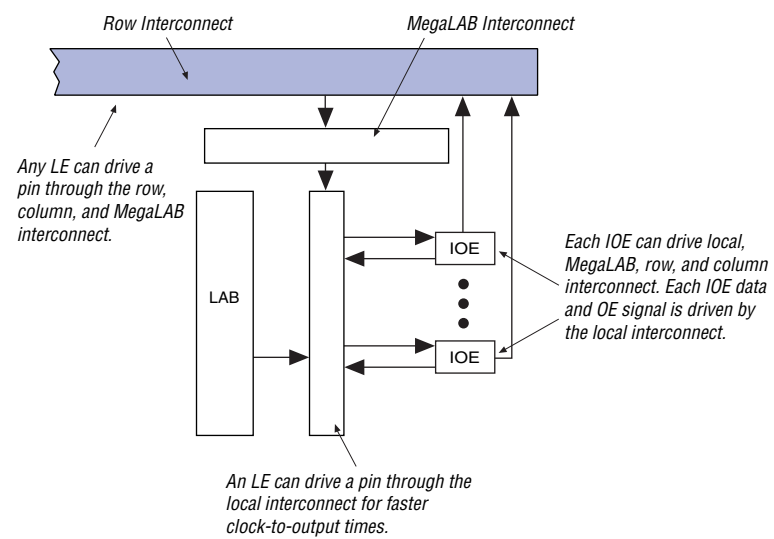 Row Interconnect
MegaLAB Interconnect
Any LE can drive a
pin through the row,
column, and MegaLAB
interconnect.
LAB
IOE
IOE
Each IOE can drive local,
MegaLAB, row, and column
interconnect. Each IOE data
and OE signal is driven by
the local interconnect.
An LE can drive a pin through the
local interconnect for faster
clock-to-output times.